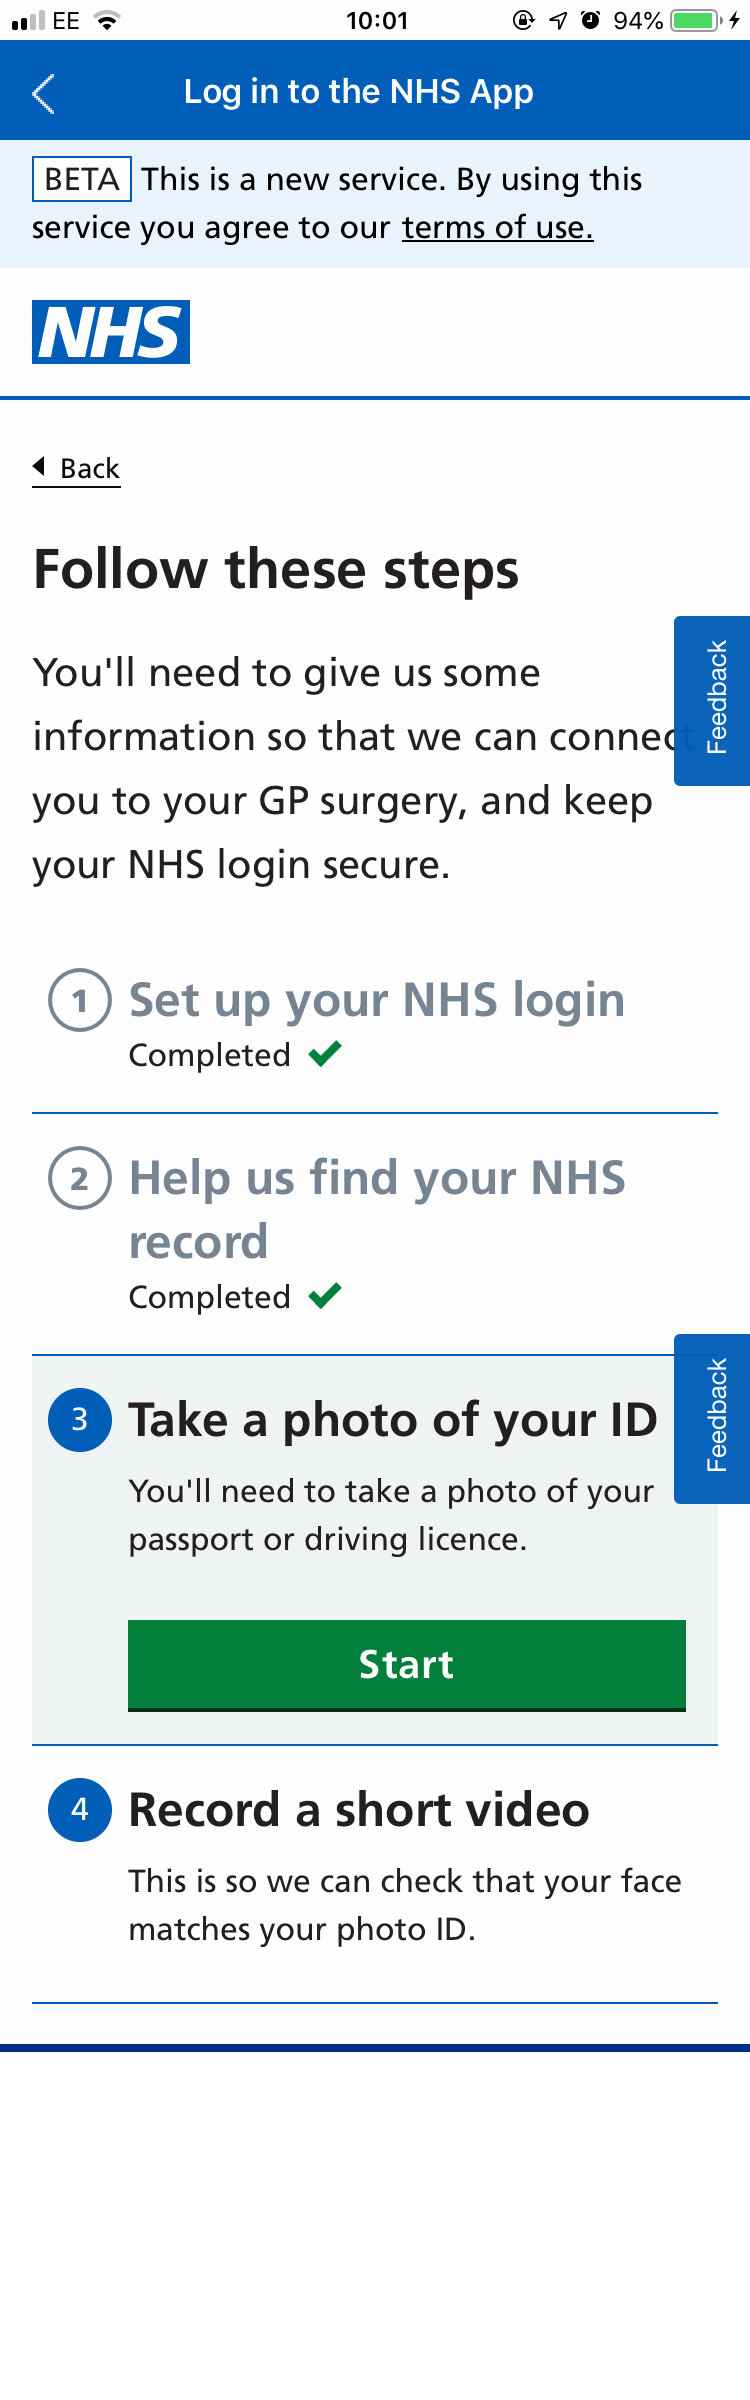 EE 10:01 94%
Log in to the NHS App
BETA This is a new service. By using this
service you agree to our terms of use.
NHS
Back
Follow these steps
You'll need to give us some
information so that we can connect
you to your GP surgery, and keep
your NHS login secure.
Feedback
1 Set up your NHS login
Completed
2 Help us find your NHS
record
Completed
3 Take a photo of your ID
You'll need to take a photo of your
passport or driving licence.
Feedback
Start
4 Record a short video
This is so we can check that your face
matches your photo ID.